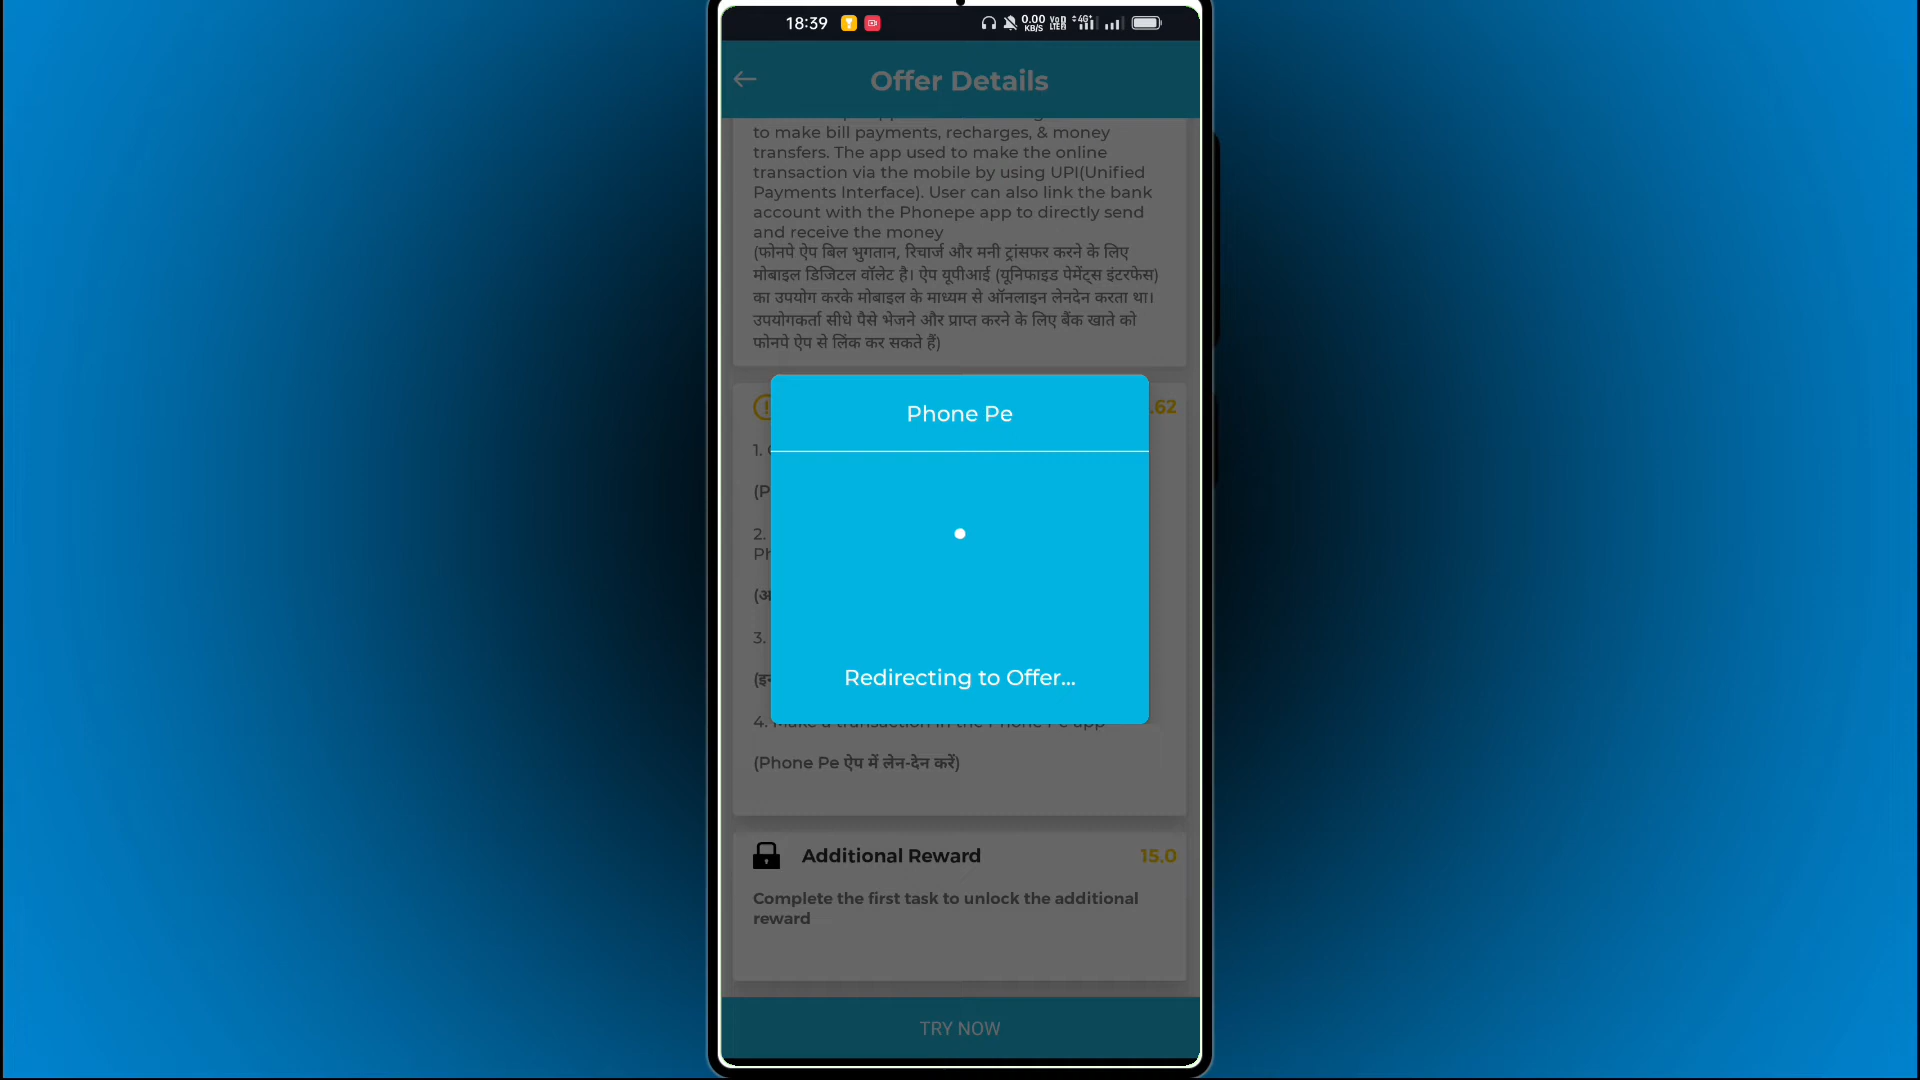 18:39
0.00 KB/S
4G+
Offer Details
to make bill payments, recharges, & money
transfers. The app used to make the online
transaction via the mobile by using UPI(Unified
Payments Interface). User can also link the bank
account with the Phonepe app to directly send
and receive the money
(फोनपे ऐप बिल भुगतान, रिचार्ज और मनी ट्रांसफर करने के लिए
मोबाइल डिजिटल वॉलेट है। ऐप यूपीआई (यूनिफाइड पेमेंट्स इंटरफेस)
का उपयोग करके मोबाइल के माध्यम से ऑनलाइन लेनदेन करता था।
उपयोगकर्ता सीधे पैसे भेजने और प्राप्त करने के लिए बैंक खाते को
फोनपे ऐप से लिंक कर सकते हैं)
.62
Phone Pe
1.
(P
2.
Ph
3.
Redirecting to Offer...
4. Make a transaction in the Phone Pe app
(Phone Pe ऐप में लेन-देन करें)
Additional Reward 15.0
Complete the first task to unlock the additional
reward
TRY NOW